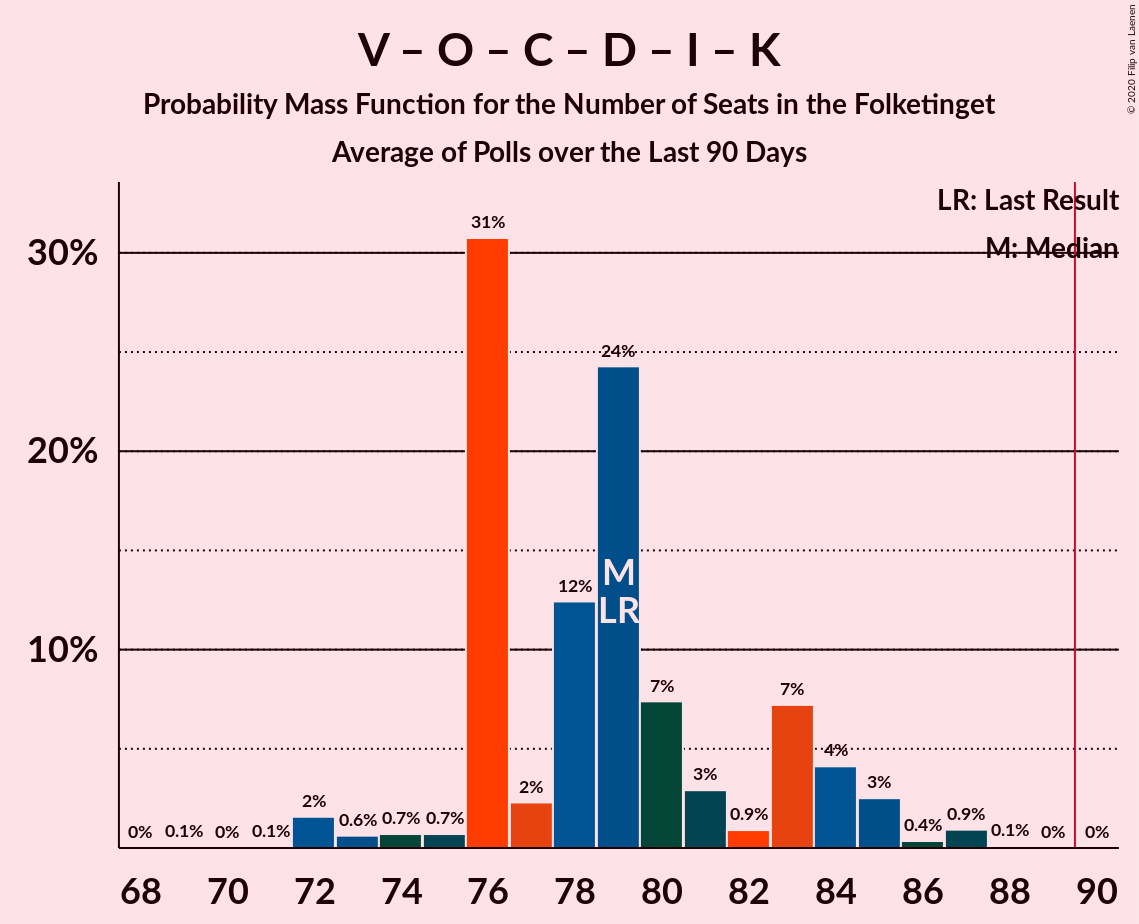 V – O – C – D – I – K
Probability Mass Function for the Number of Seats in the Folketinget
Average of Polls over the Last 90 Days
© 2020 Filip van Laenen
LR: Last Result
M: Median
30%
20%
10%
0%
0.1%
0%
0.1%
2%
0.6%
0.7%
0.7%
31%
2%
12%
24%
M
LR
7%
3%
0.9%
7%
4%
3%
0.4%
0.9%
0.1%
0%
0%
68 70 72 74 76 78 80 82 84 86 88 90